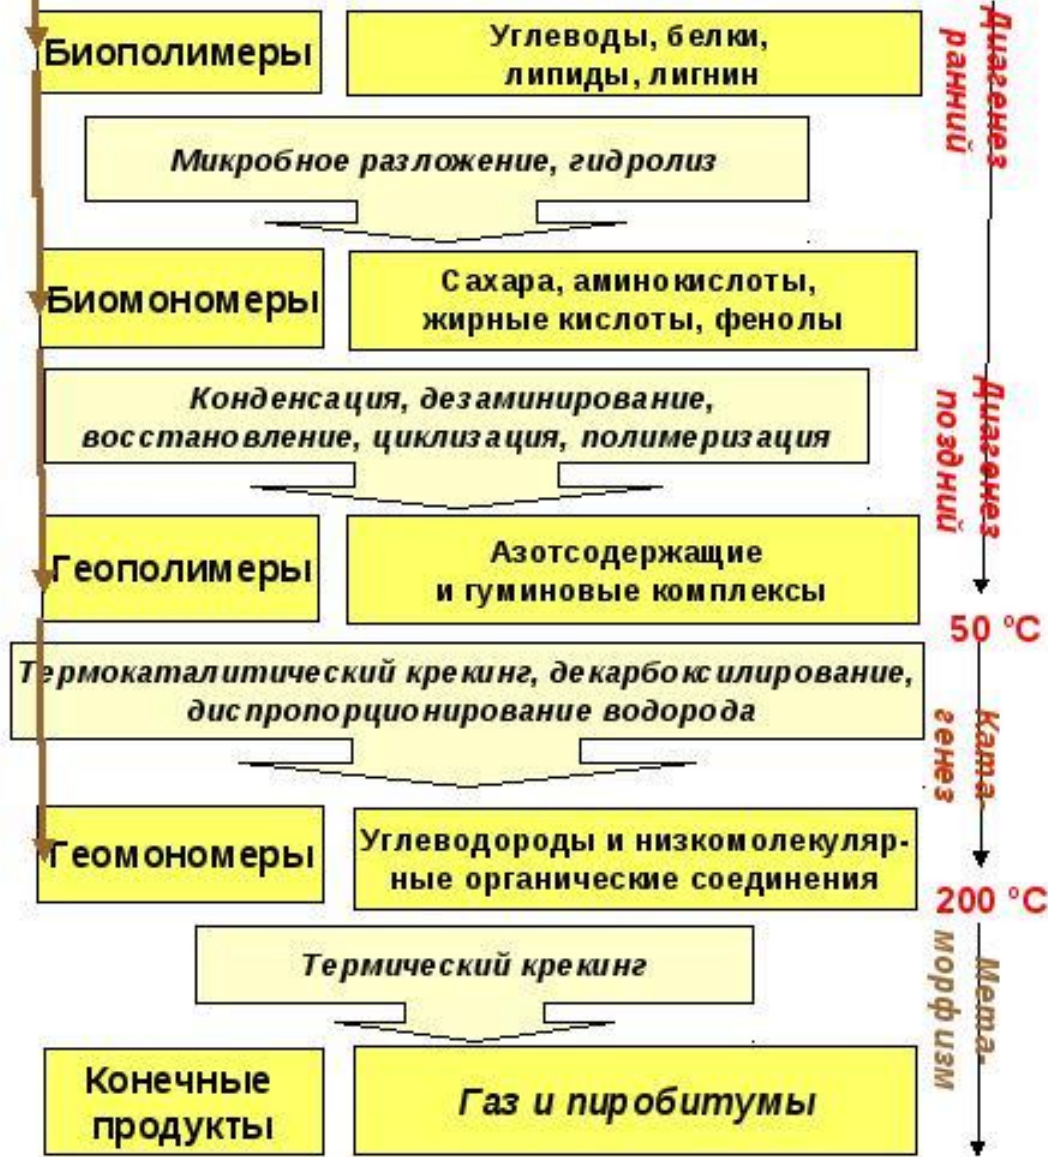 Биополимеры
Углеводы, белки,
липиды, лигнин
Диагенез
ранний
Микробное разложение, гидролиз
Биомономеры
Сахара, аминокислоты,
жирные кислоты, фенолы
Конденсация, дезаминирование,
восстановление, циклизация, полимеризация
Диагенез
поздний
Геополимеры
Азотсодержащие
и гуминовые комплексы
50 °C
Термокаталитический крекинг, декарбоксилирование,
диспропорционирование водорода
Ката-
генез
Геомономеры
Углеводороды и низкомолекуляр-
ные органические соединения
200 °C
Термический крекинг
Мета-
морфизм
Конечные
продукты
Газ и пиробитумы